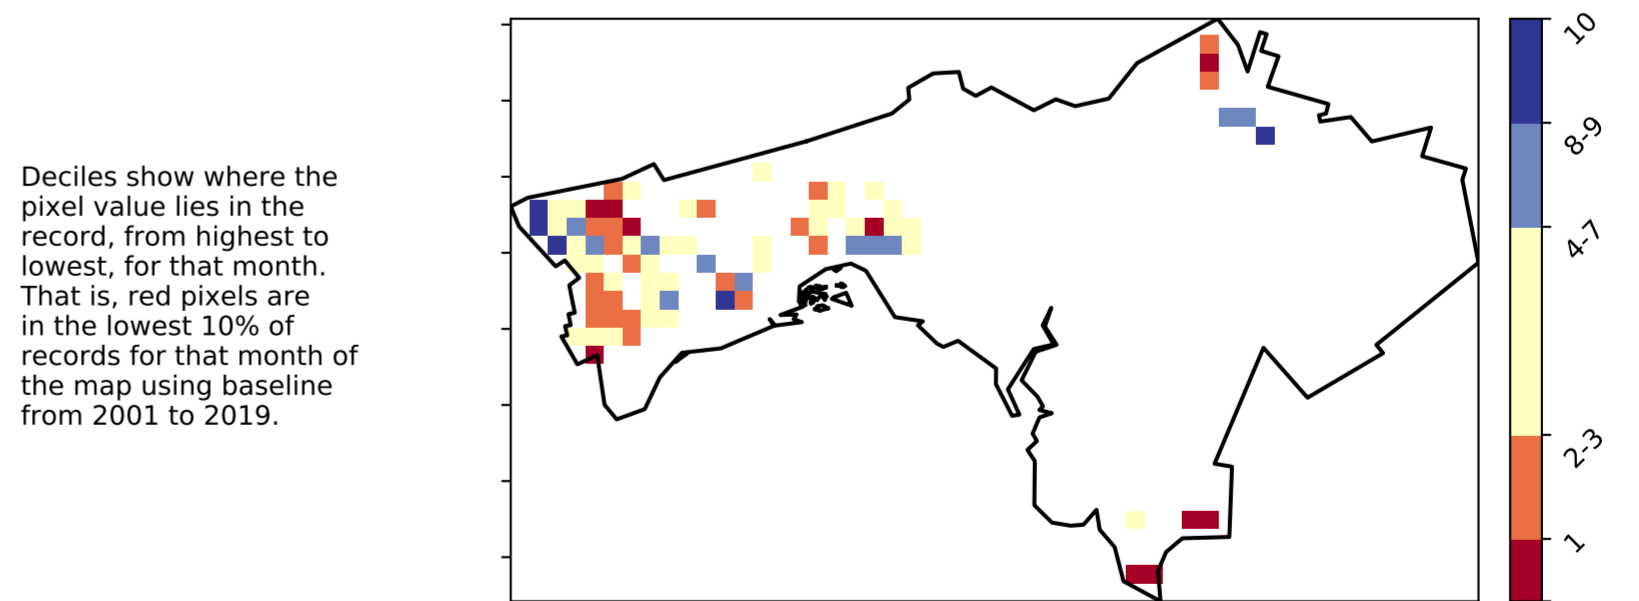 Deciles show where the
pixel value lies in the
record, from highest to
lowest, for that month.
That is, red pixels are
in the lowest 10% of
records for that month of
the map using baseline
from 2001 to 2019.
10
8-9
4-7
2-3
1